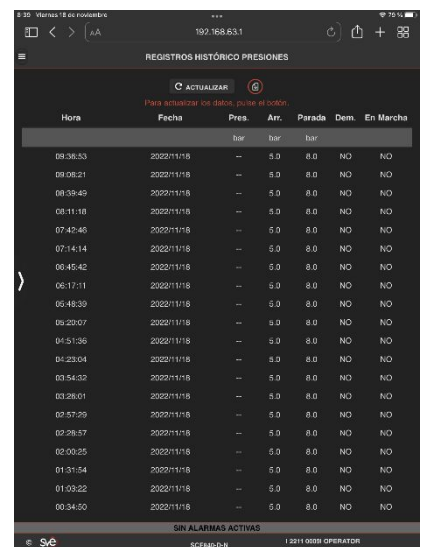 Viernes 18 de noviembre 79 %
AA 192.168.63.1
REGISTROS HISTÓRICO PRESIONES
ACTUALIZAR
Para actualizar los datos, pulse el botón.
Hora Fecha Pres. Arr. Parada Dem. En Marcha
bar bar bar
09:36:53 2022/11/18 -- 5.0 8.0 NO NO
09:08:21 2022/11/18 -- 5.0 8.0 NO NO
08:39:49 2022/11/18 -- 5.0 8.0 NO NO
08:11:18 2022/11/18 -- 5.0 8.0 NO NO
07:42:46 2022/11/18 -- 5.0 8.0 NO NO
07:14:14 2022/11/18 -- 5.0 8.0 NO NO
06:45:42 2022/11/18 -- 5.0 8.0 NO NO
06:17:11 2022/11/18 -- 5.0 8.0 NO NO
05:48:39 2022/11/18 -- 5.0 8.0 NO NO
05:20:07 2022/11/18 -- 5.0 8.0 NO NO
04:51:36 2022/11/18 -- 5.0 8.0 NO NO
04:23:04 2022/11/18 -- 5.0 8.0 NO NO
03:54:32 2022/11/18 -- 5.0 8.0 NO NO
03:26:01 2022/11/18 -- 5.0 8.0 NO NO
02:57:29 2022/11/18 -- 5.0 8.0 NO NO
02:28:57 2022/11/18 -- 5.0 8.0 NO NO
02:00:25 2022/11/18 -- 5.0 8.0 NO NO
01:31:54 2022/11/18 -- 5.0 8.0 NO NO
01:03:22 2022/11/18 -- 5.0 8.0 NO NO
00:34:50 2022/11/18 -- 5.0 8.0 NO NO
SIN ALARMAS ACTIVAS
© sve OPERATOR